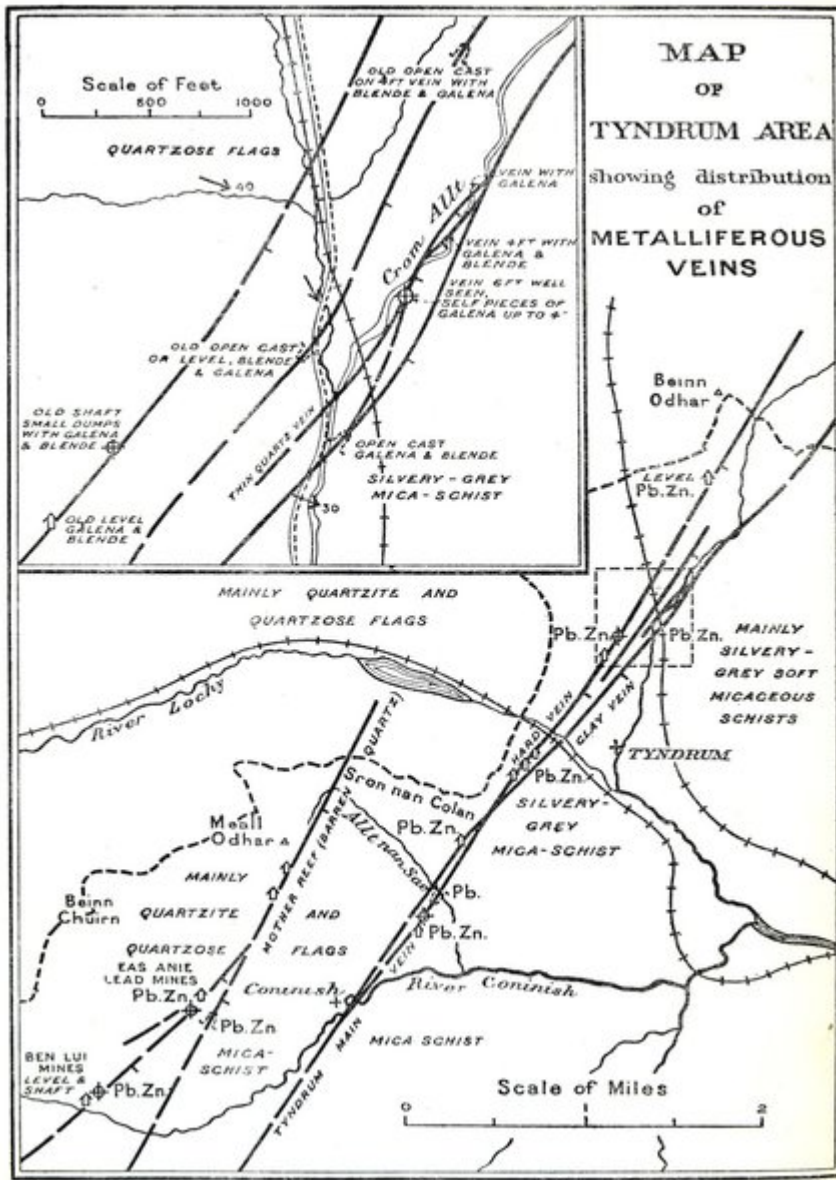 MAP
OF
TYNDRUM AREA
showing distribution
of
METALLIFEROUS
VEINS
Scale of Feet
0 500 1000
QUARTZOSE FLAGS
40
OLD OPEN CAST
ON 4FT VEIN WITH
BLENDE & GALENA
VEIN WITH
GALENA
Crom Allt
VEIN 4FT WITH
GALENA &
BLENDE
VEIN 6FT WELL
SEEN,
SELF PIECES OF
GALENA UP TO 4"
OLD OPEN CAST
OR LEVEL, BLENDE
& GALENA
OLD SHAFT
SMALL DUMPS
WITH GALENA
& BLENDE
THIN QUARTZ VEIN
OPEN CAST
GALENA & BLENDE
SILVERY-GREY
MICA-SCHIST
30
OLD LEVEL
GALENA &
BLENDE
Beinn
Odhar
LEVEL
Pb.Zn.
MAINLY QUARTZITE AND
QUARTZOSE FLAGS
Pb.Zn.
Pb.Zn.
MAINLY
SILVERY-
GREY SOFT
MICACEOUS
SCHISTS
River Lochy
HARD VEIN
CLAY VEIN
TYNDRUM
Pb.Zn.
Sron nan Colan
SILVERY-
GREY
MICA-SCHIST
Meall
Odhar
MOTHER REEF (BARREN QUARTZ)
Pb.Zn.
Allt nan Sae
Pb.
Pb.Zn.
Beinn
Chuirn
MAINLY
QUARTZITE AND
QUARTZOSE FLAGS
EAS ANIE
LEAD MINES
Pb.Zn.
Pb.Zn
Coninish
River Coninish
MICA-
SCHIST
MICA SCHIST
TYNDRUM MAIN VEIN
BEN LUI
MINES
LEVEL &
SHAFT
Pb.Zn.
Scale of Miles
0 1 2